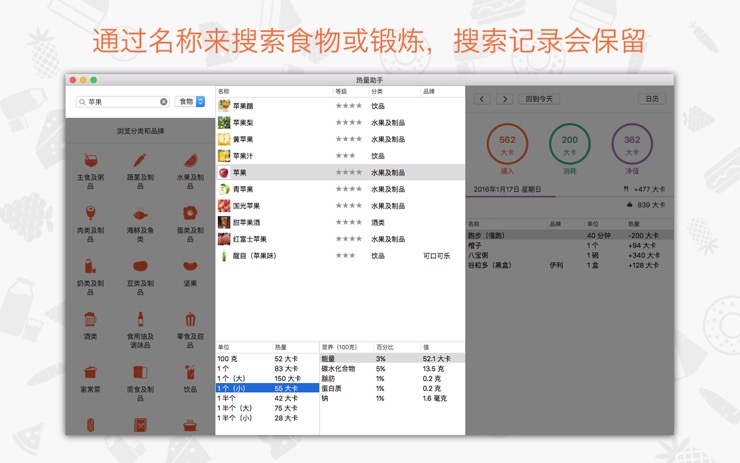 通过名称来搜索食物或锻炼，搜索记录会保留
热量助手
苹果
食物
浏览分类和品牌
主食及粥品
蔬菜及制品
水果及制品
肉类及制品
海鲜及鱼类
蛋类及制品
奶类及制品
豆类及制品
坚果
酒类
食用油及调味品
零食及甜品
家常菜
面食及制品
饮品
名称 等级 分类 品牌
苹果醋 ★★★★ 饮品
苹果梨 ★★★★ 水果及制品
黄苹果 ★★★★ 水果及制品
苹果汁 ★★★ 饮品
苹果 ★★★★ 水果及制品
青苹果 ★★★★ 水果及制品
国光苹果 ★★★★ 水果及制品
甜苹果酒 ★★★★ 酒类
红富士苹果 ★★★★ 水果及制品
醒目（苹果味） ★★★ 饮品 可口可乐
单位 热量
100 克 52 大卡
1 个 83 大卡
1 个（大） 150 大卡
1 个（小） 55 大卡
1 半个 42 大卡
1 半个（大） 75 大卡
1 半个（小） 28 大卡
营养（100克） 百分比 值
能量 3% 52.1 大卡
碳水化合物 5% 13.5 克
脂肪 1% 0.2 克
蛋白质 1% 0.2 克
钠 1% 1.6 毫克
回到今天
日历
562 大卡
摄入
200 大卡
消耗
362 大卡
净值
2016年1月17日 星期日
+477 大卡
839 大卡
名称 品牌 单位 热量
跑步（慢跑） 40 分钟 -200 大卡
橙子 1 个 +94 大卡
八宝粥 1 碗 +340 大卡
谷粒多（黑盒） 伊利 1 盒 +128 大卡